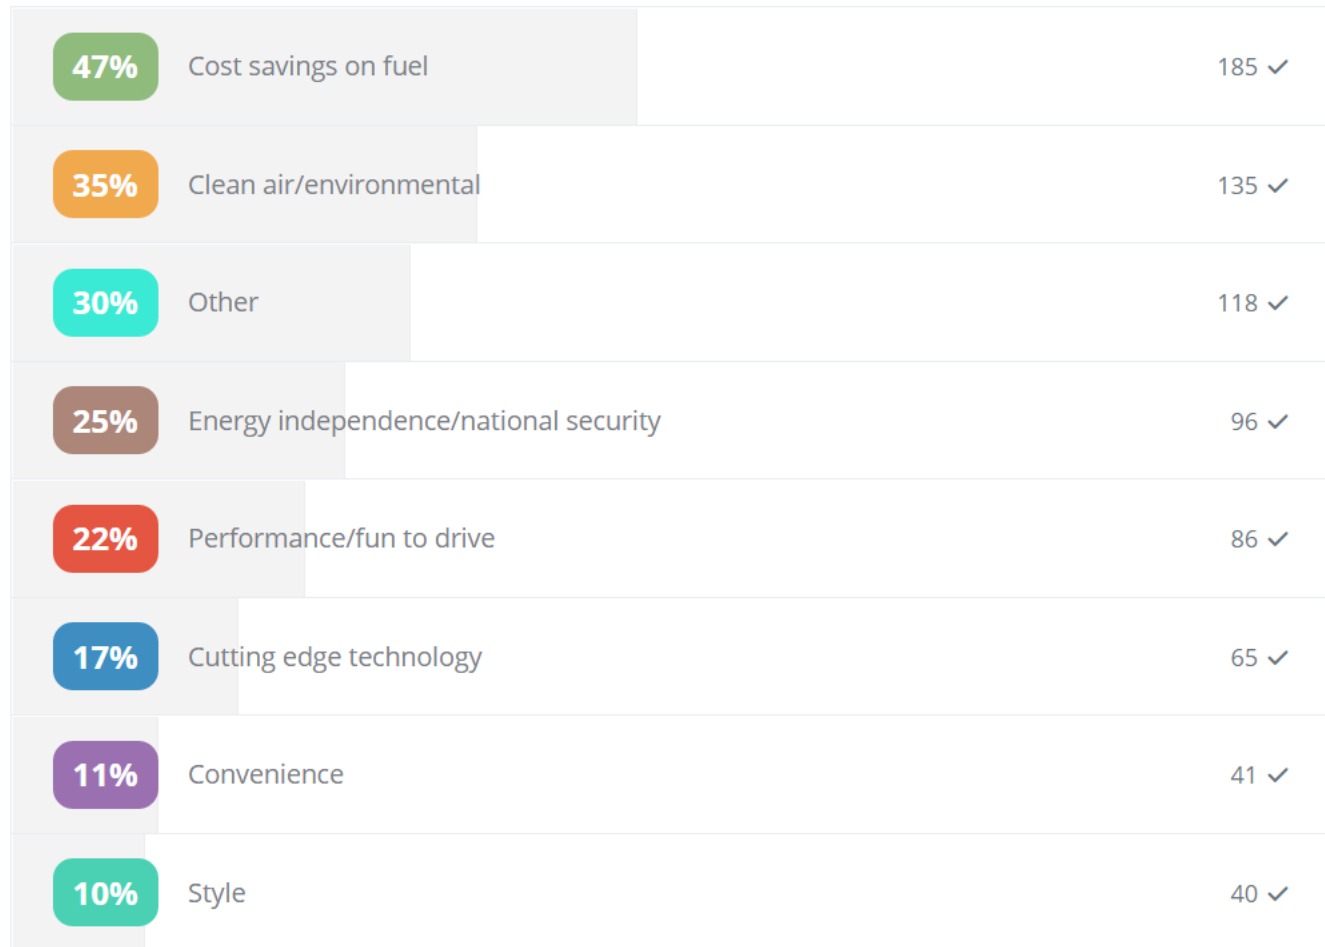 47% Cost savings on fuel 185
35% Clean air/environmental 135
30% Other 118
25% Energy independence/national security 96
22% Performance/fun to drive 86
17% Cutting edge technology 65
11% Convenience 41
10% Style 40